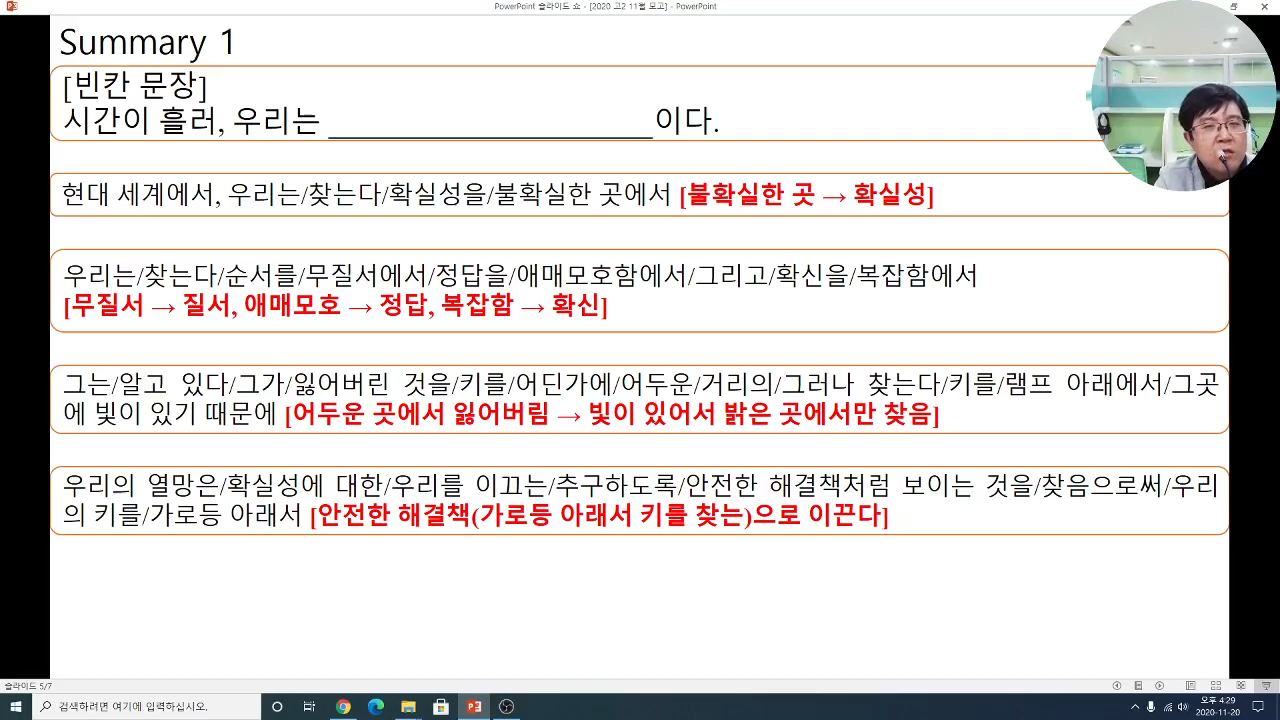 PowerPoint 슬라이드 쇼 - [2020 고2 11월 모고] - PowerPoint
Summary 1
[빈칸 문장]
시간이 흘러, 우리는 ____________________이다.
현대 세계에서, 우리는/찾는다/확실성을/불확실한 곳에서 [불확실한 곳 → 확실성]
우리는/찾는다/순서를/무질서에서/정답을/애매모호함에서/그리고/확신을/복잡함에서
[무질서 → 질서, 애매모호 → 정답, 복잡함 → 확신]
그는/알고 있다/그가/잃어버린 것을/키를/어딘가에/어두운/거리의/그러나 찾는다/키를/램프 아래에서/그곳
에 빛이 있기 때문에 [어두운 곳에서 잃어버림 → 빛이 있어서 밝은 곳에서만 찾음]
우리의 열망은/확실성에 대한/우리를 이끄는/추구하도록/안전한 해결책처럼 보이는 것을/찾음으로써/우리
의 키를/가로등 아래서 [안전한 해결책(가로등 아래서 키를 찾는)으로 이끈다]
슬라이드 5/7
검색하려면 여기에 입력하십시오.
오후 4:29
2020-11-20